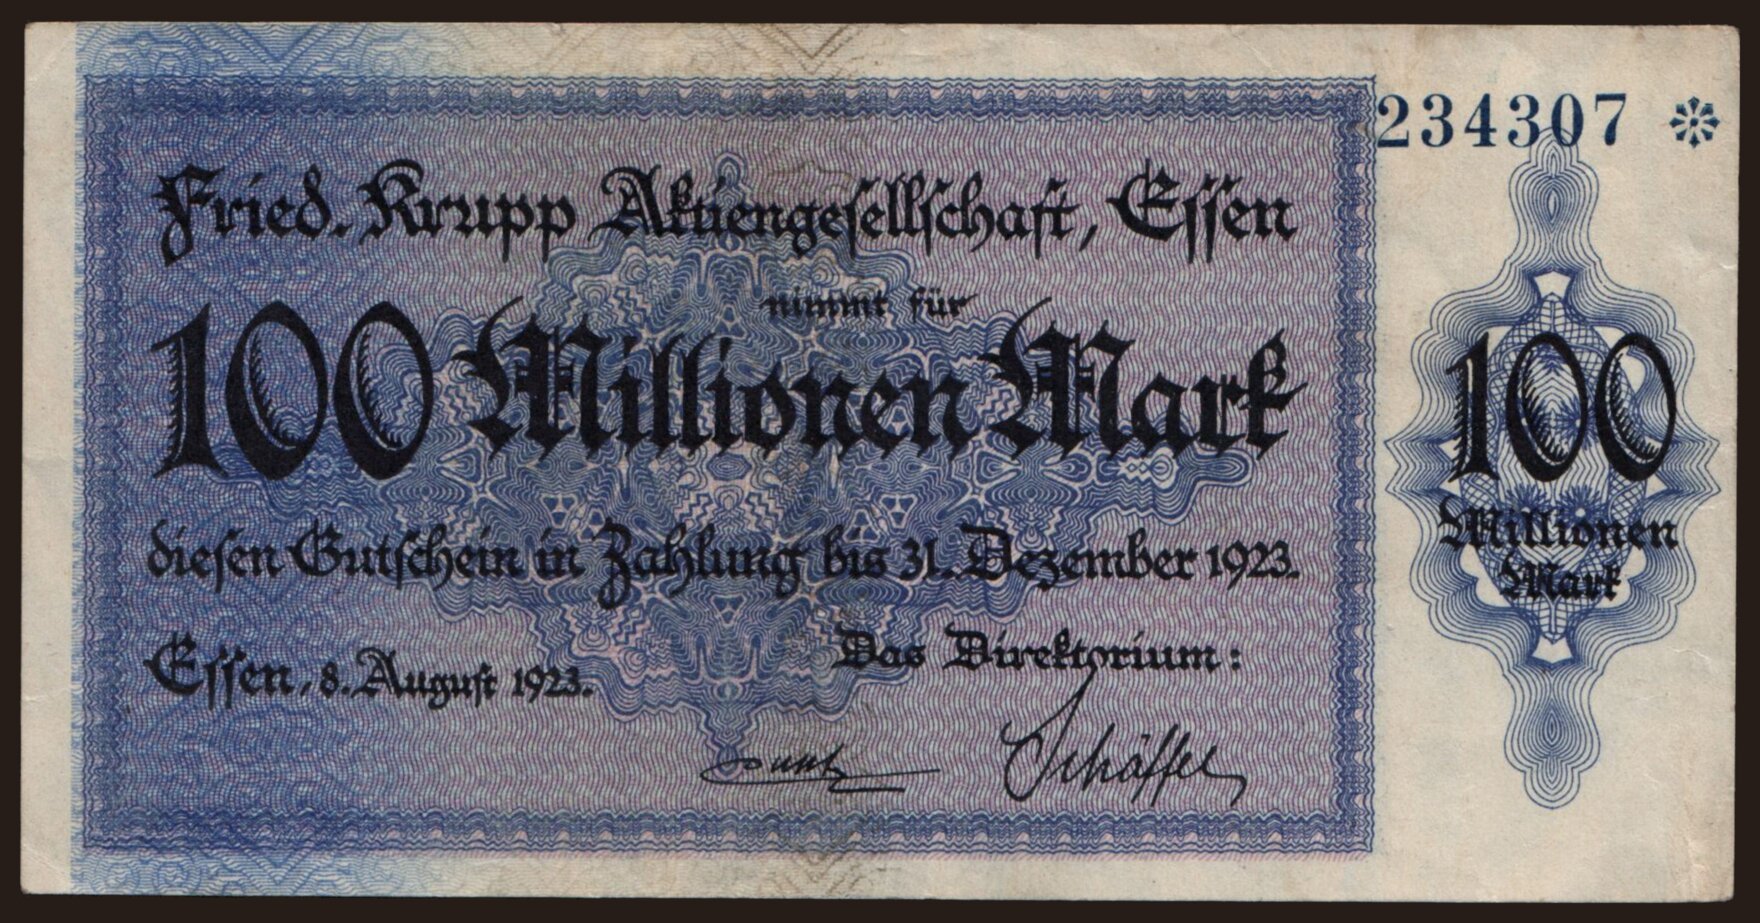 234307
Fried. Krupp Aktiengesellschaft, Essen
nimmt für
100 Millionen Mark
diesen Gutschein in Zahlung bis 31. Dezember 1923.
Essen, 8. August 1923.
Das Direktorium:
Schäffer
100
Millionen
Mark